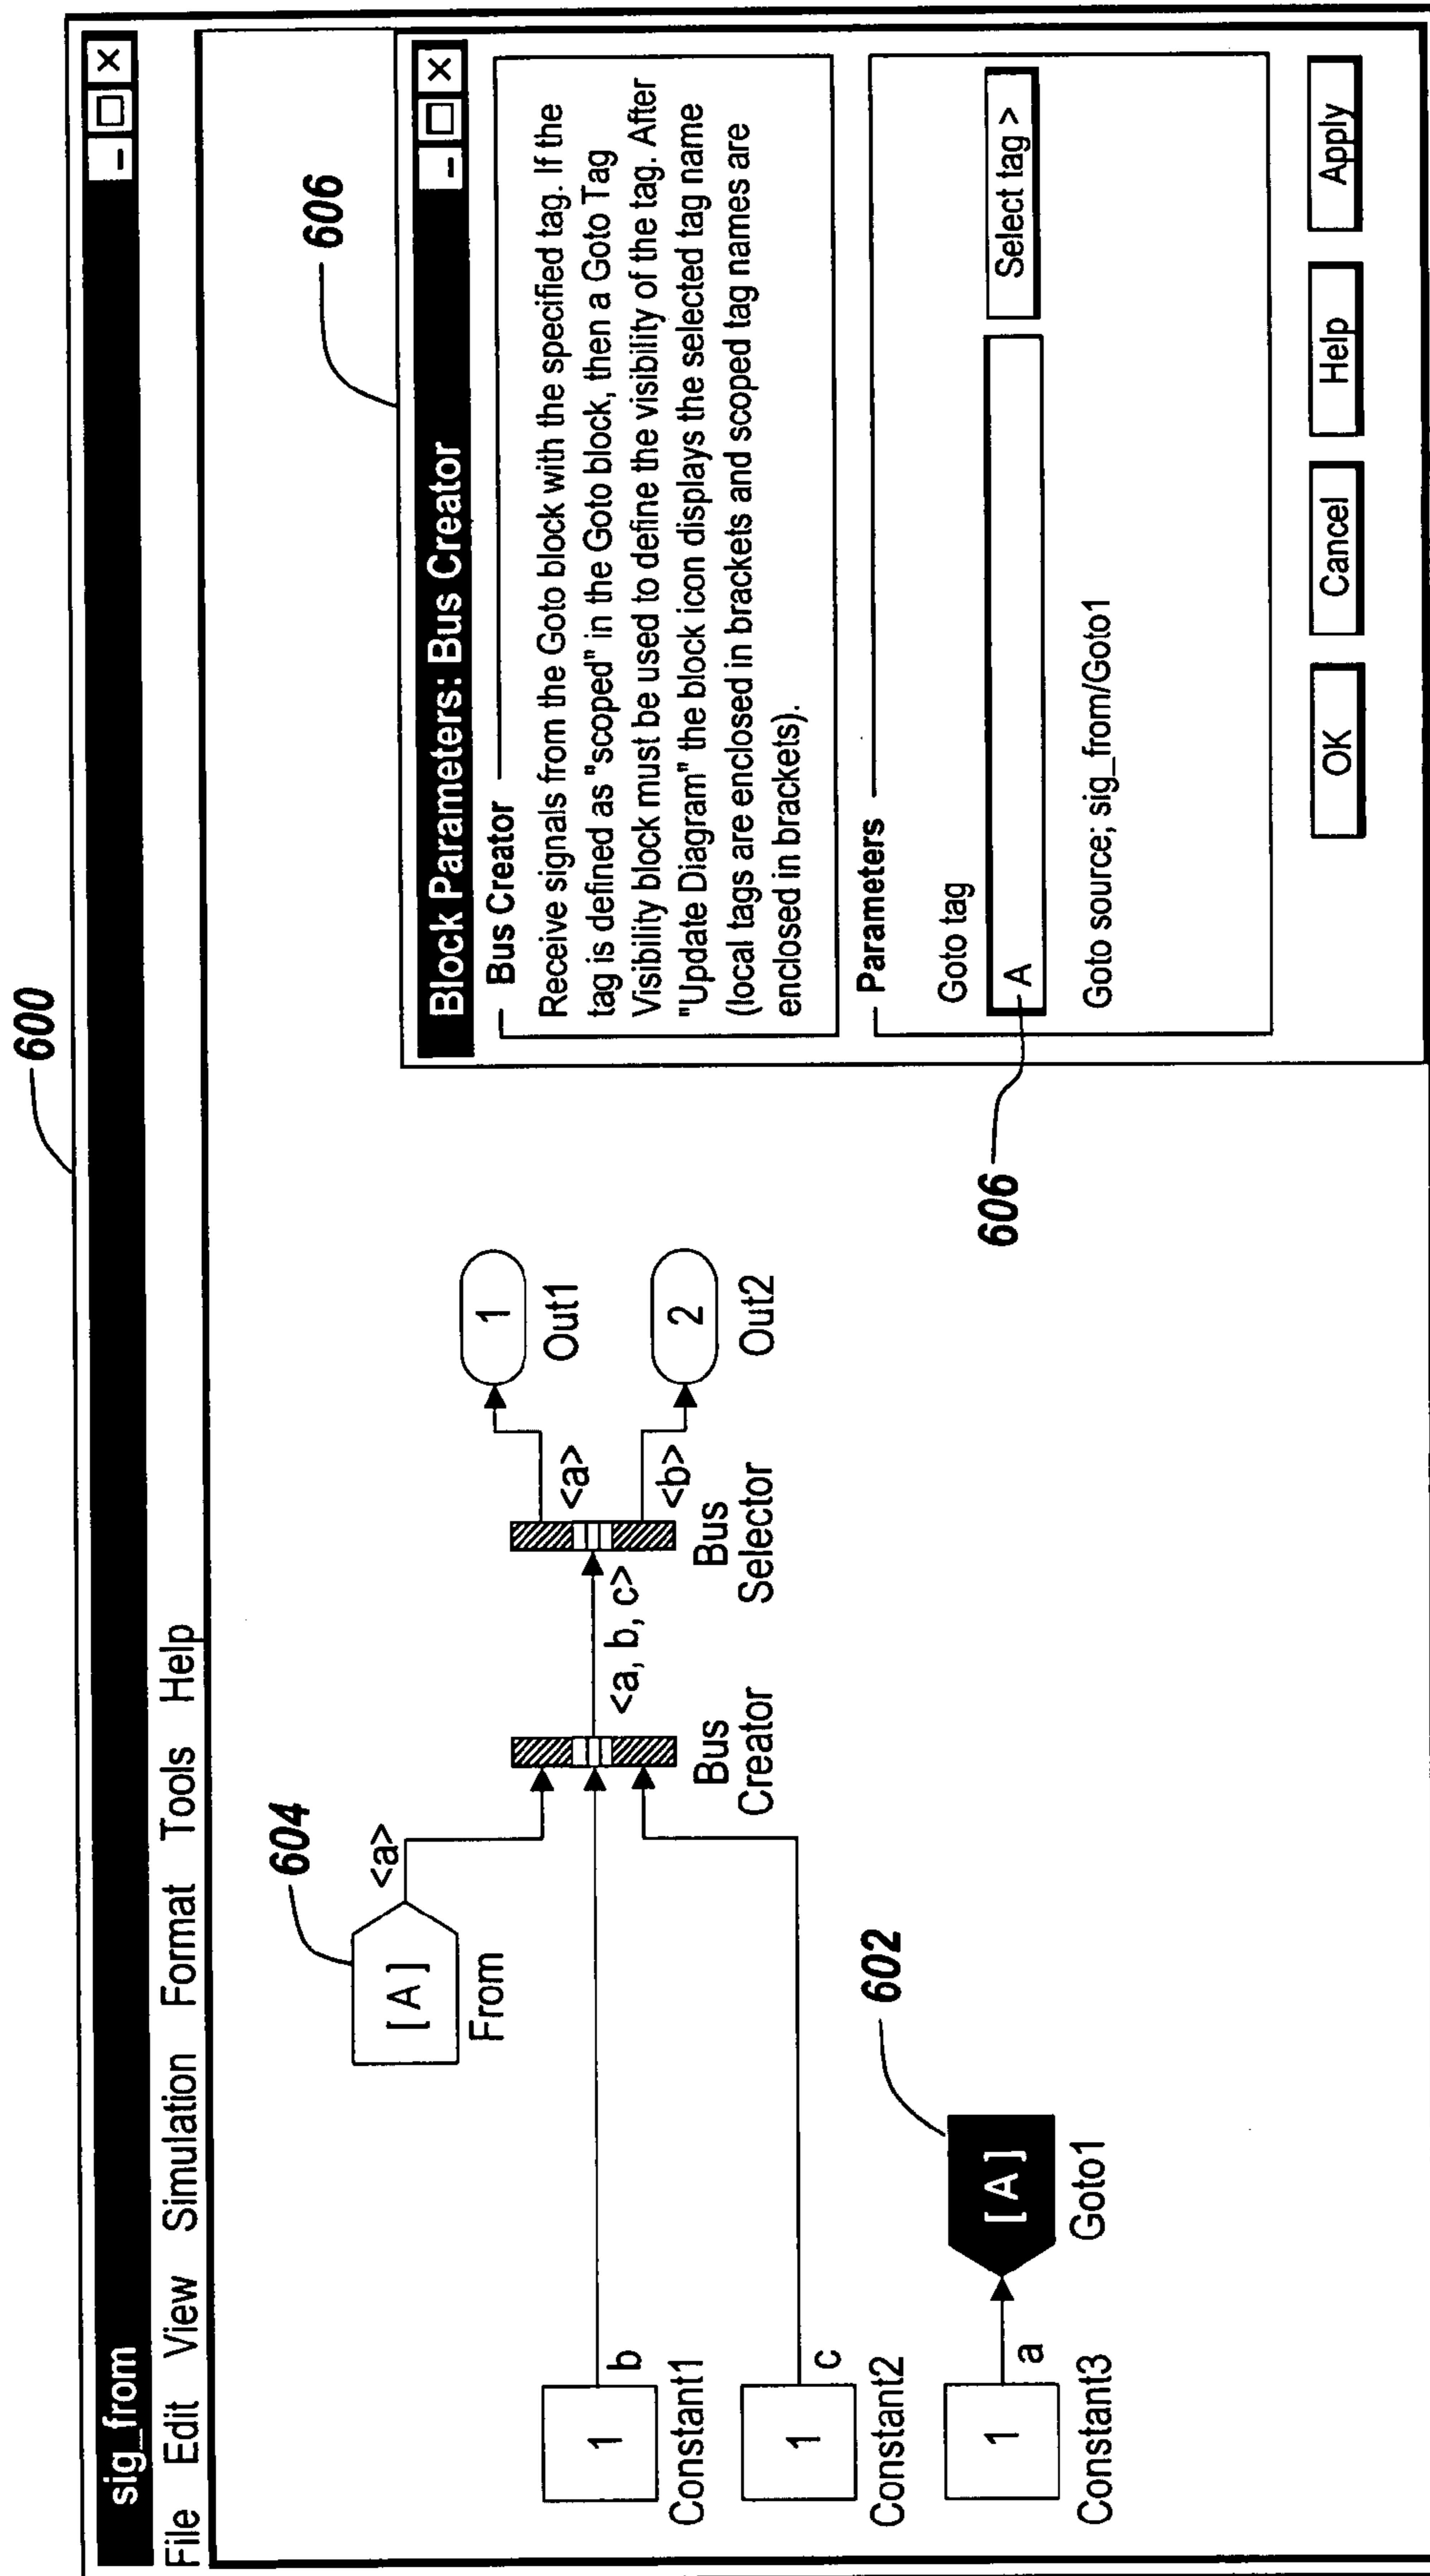 600
sig_from
File Edit View Simulation Format Tools Help
604
[ A ]
<a>
From
1
b
Constant1
1
c
Constant2
602
1
a
Constant3
[ A ]
Goto1
Bus
Creator
<a, b, c>
Bus
Selector
<a>
<b>
1
Out1
2
Out2
606
Block Parameters: Bus Creator
Bus Creator
Receive signals from the Goto block with the specified tag. If the
tag is defined as "scoped" in the Goto block, then a Goto Tag
Visibility block must be used to define the visibility of the tag. After
"Update Diagram" the block icon displays the selected tag name
(local tags are enclosed in brackets and scoped tag names are
enclosed in brackets).
Parameters
Goto tag
606
A
Select tag >
Goto source; sig_from/Goto1
OK Cancel Help Apply